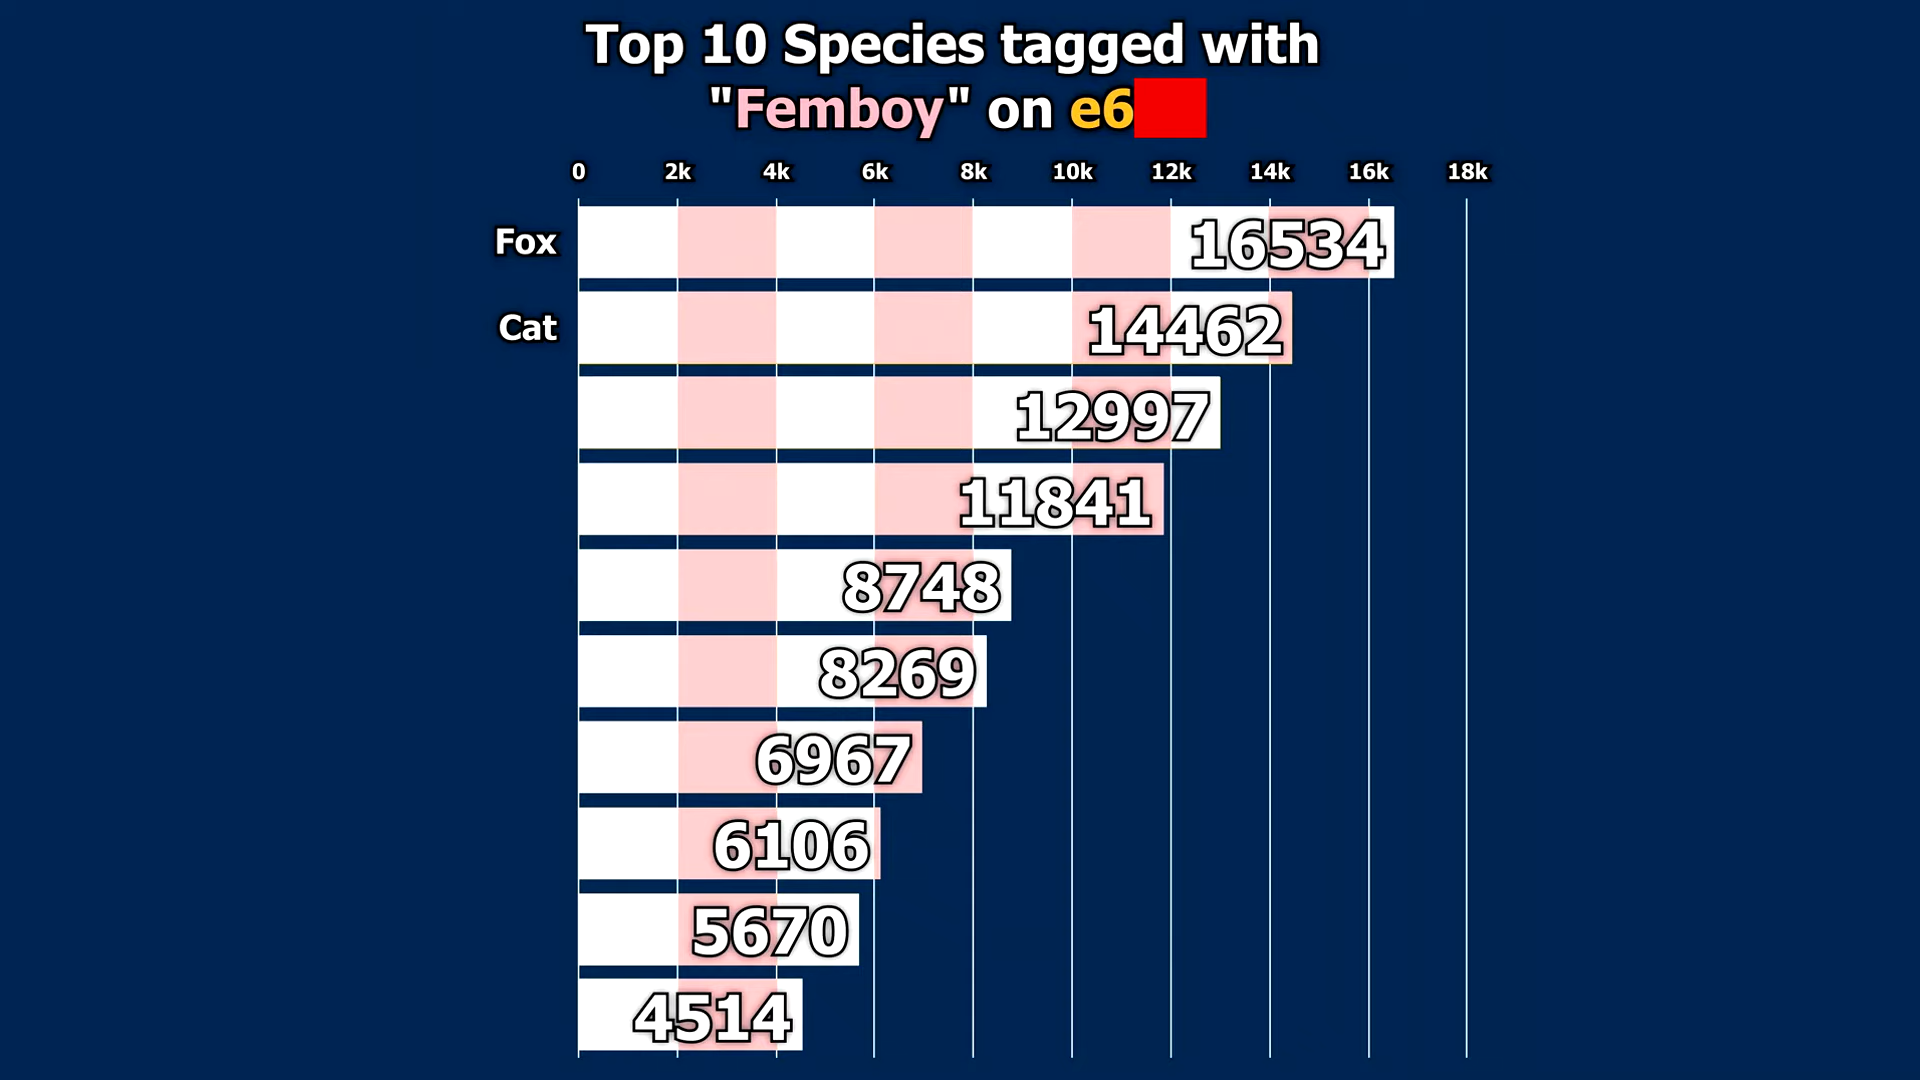 Top 10 Species tagged with
"Femboy" on e6
0 2k 4k 6k 8k 10k 12k 14k 16k 18k
Fox 16534
Cat 14462
12997
11841
8748
8269
6967
6106
5670
4514